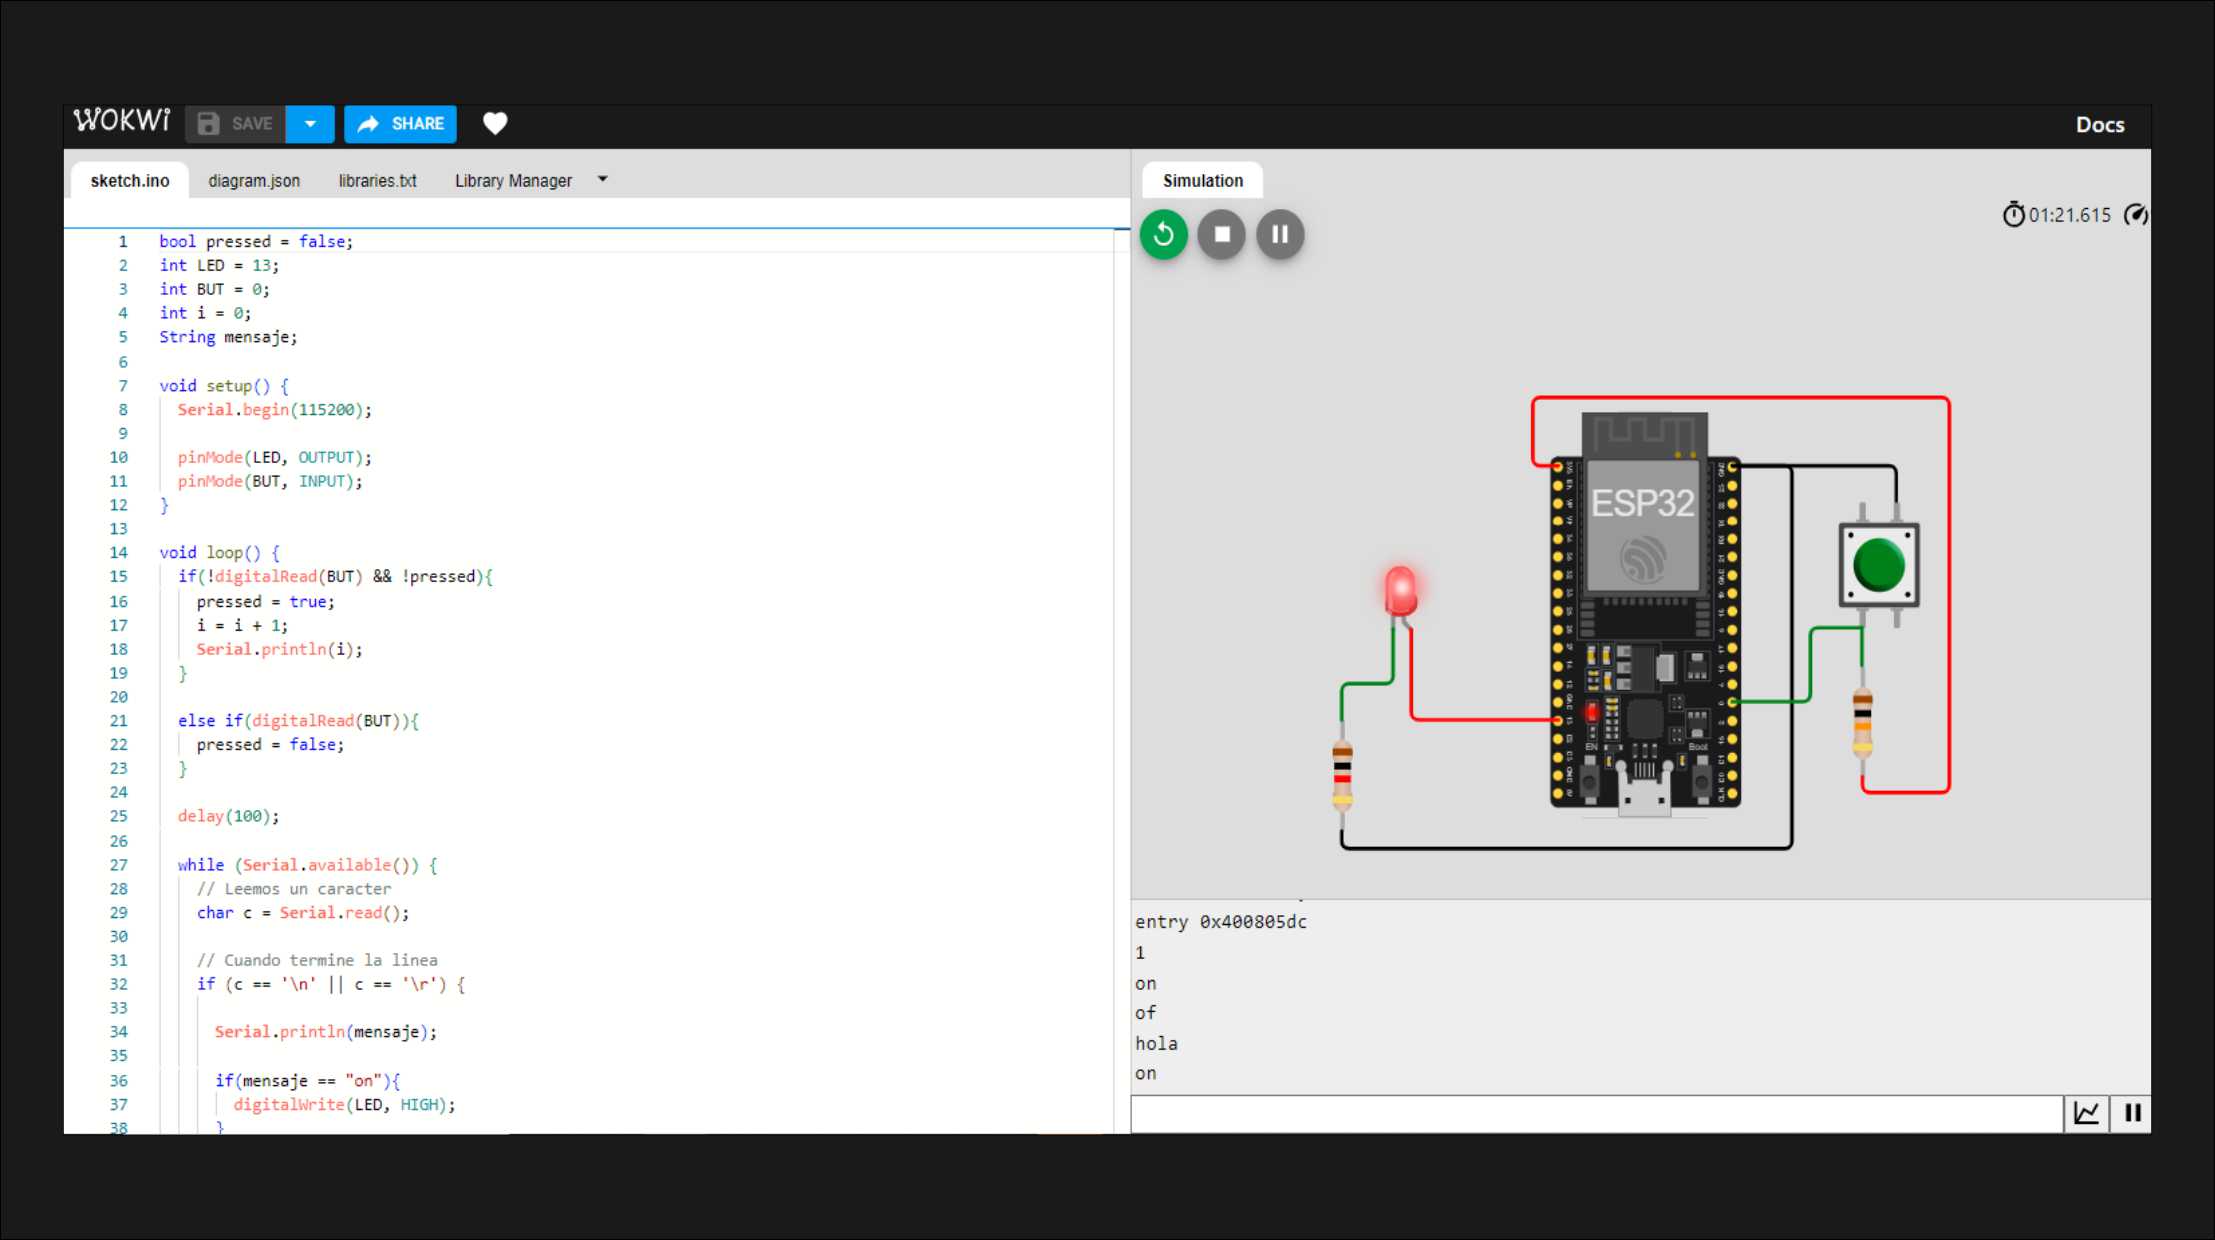 WOKWi SAVE SHARE Docs
sketch.ino diagram.json libraries.txt Library Manager
Simulation
01:21.615
1 bool pressed = false;
2 int LED = 13;
3 int BUT = 0;
4 int i = 0;
5 String mensaje;
6
7 void setup() {
8 Serial.begin(115200);
9
10 pinMode(LED, OUTPUT);
11 pinMode(BUT, INPUT);
12 }
13
14 void loop() {
15 if(!digitalRead(BUT) && !pressed){
16 pressed = true;
17 i = i + 1;
18 Serial.println(i);
19 }
20
21 else if(digitalRead(BUT)){
22 pressed = false;
23 }
24
25 delay(100);
26
27 while (Serial.available()) {
28 // Leemos un caracter
29 char c = Serial.read();
30
31 // Cuando termine la linea
32 if (c == '\n' || c == '\r') {
33
34 Serial.println(mensaje);
35
36 if(mensaje == "on"){
37 digitalWrite(LED, HIGH);
38 }
ESP32
EN Boot
entry 0x400805dc
1
on
of
hola
on